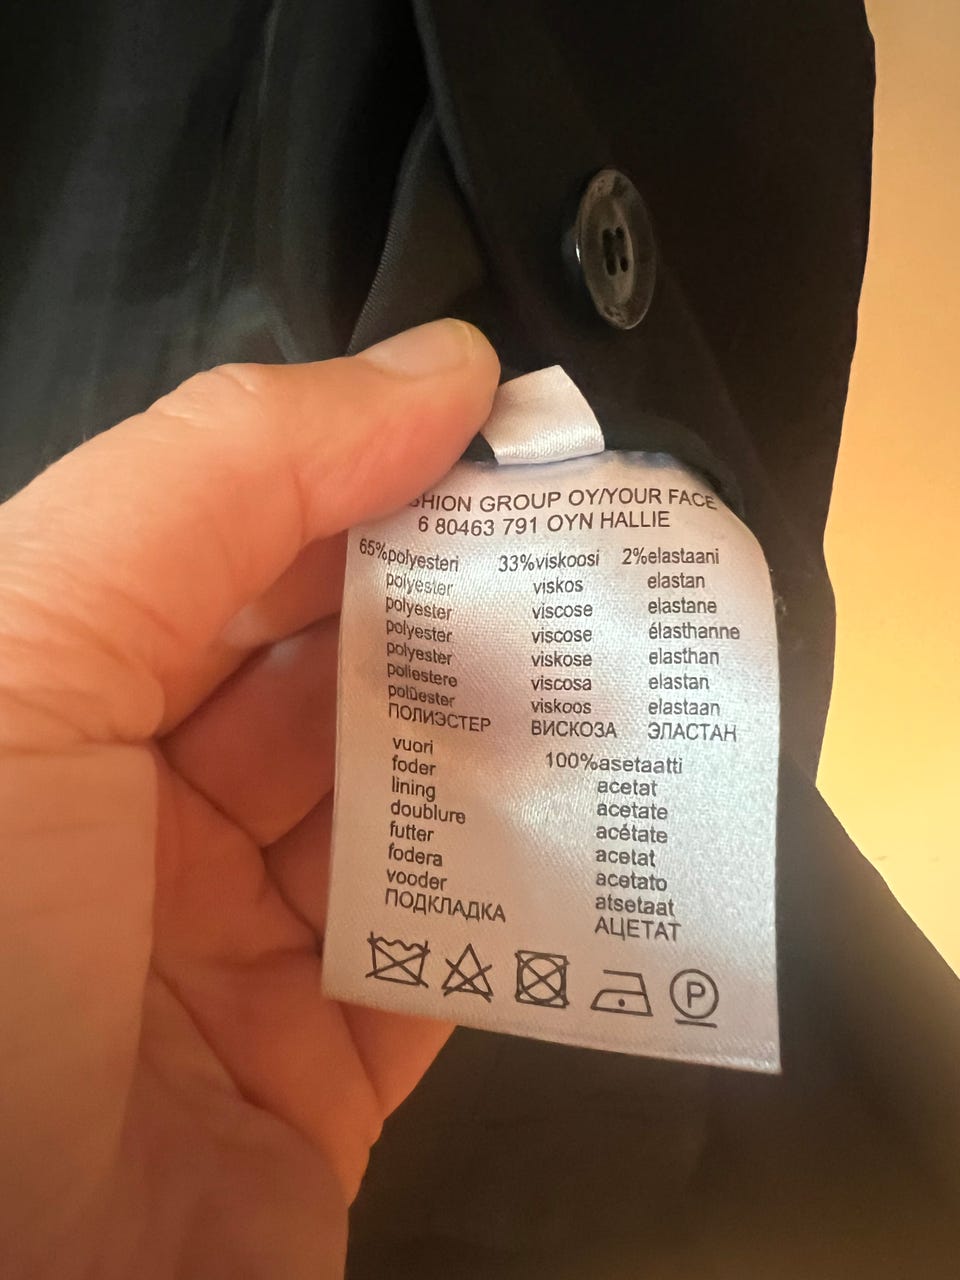 SHION GROUP OY/YOUR FACE
6 80463 791 OYN HALLIE
65%polyesteri 33%viskoosi 2%elastaani
polyester viskos elastan
polyester viscose elastane
polyester viscose élasthanne
polyester viskose elasthan
poliestere viscosa elastan
polüester viskoos elastaan
ПОЛИЭСТЕР ВИСКОЗА ЭЛАСТАН
vuori 100%asetaatti
foder acetat
lining acetate
doublure acétate
futter acetat
fodera acetato
vooder atsetaat
ПОДКЛАДКА АЦЕТАТ
P